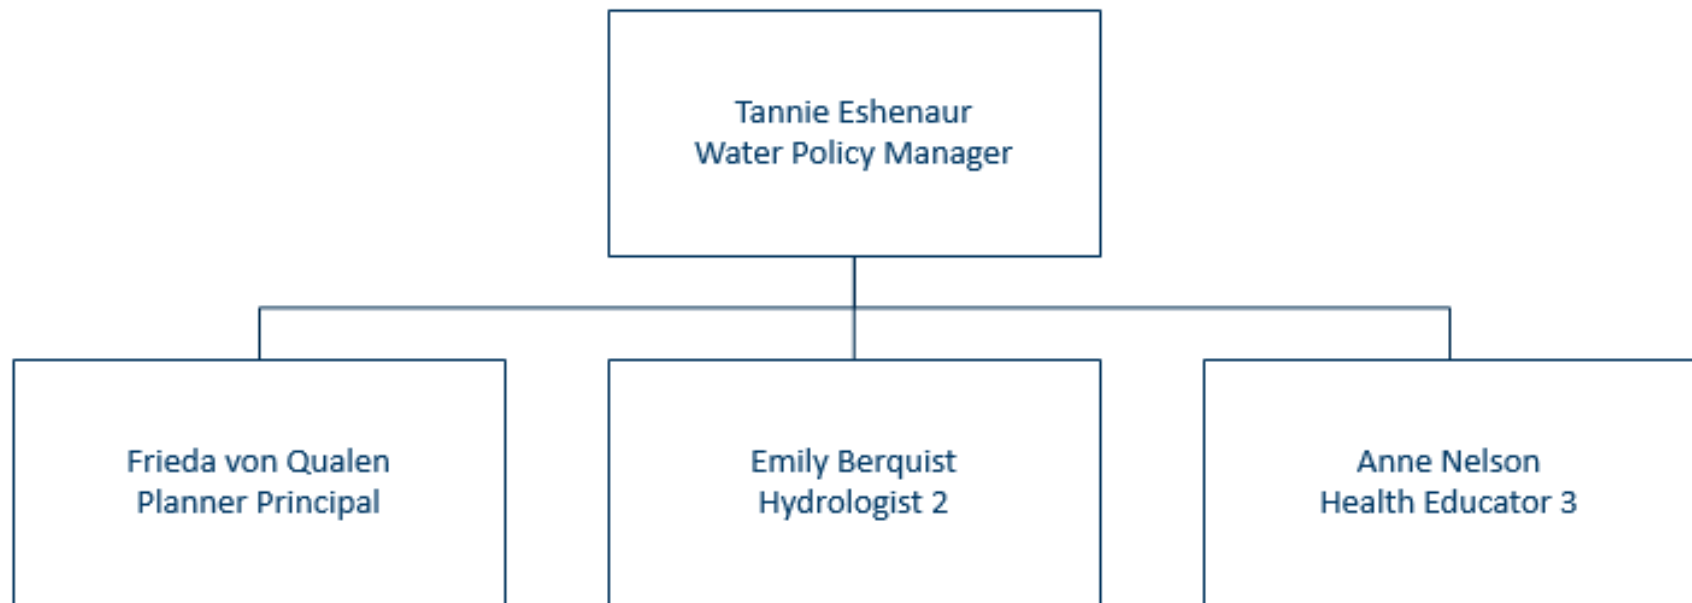 Tannie Eshenaur
Water Policy Manager
Frieda von Qualen
Planner Principal
Emily Berquist
Hydrologist 2
Anne Nelson
Health Educator 3